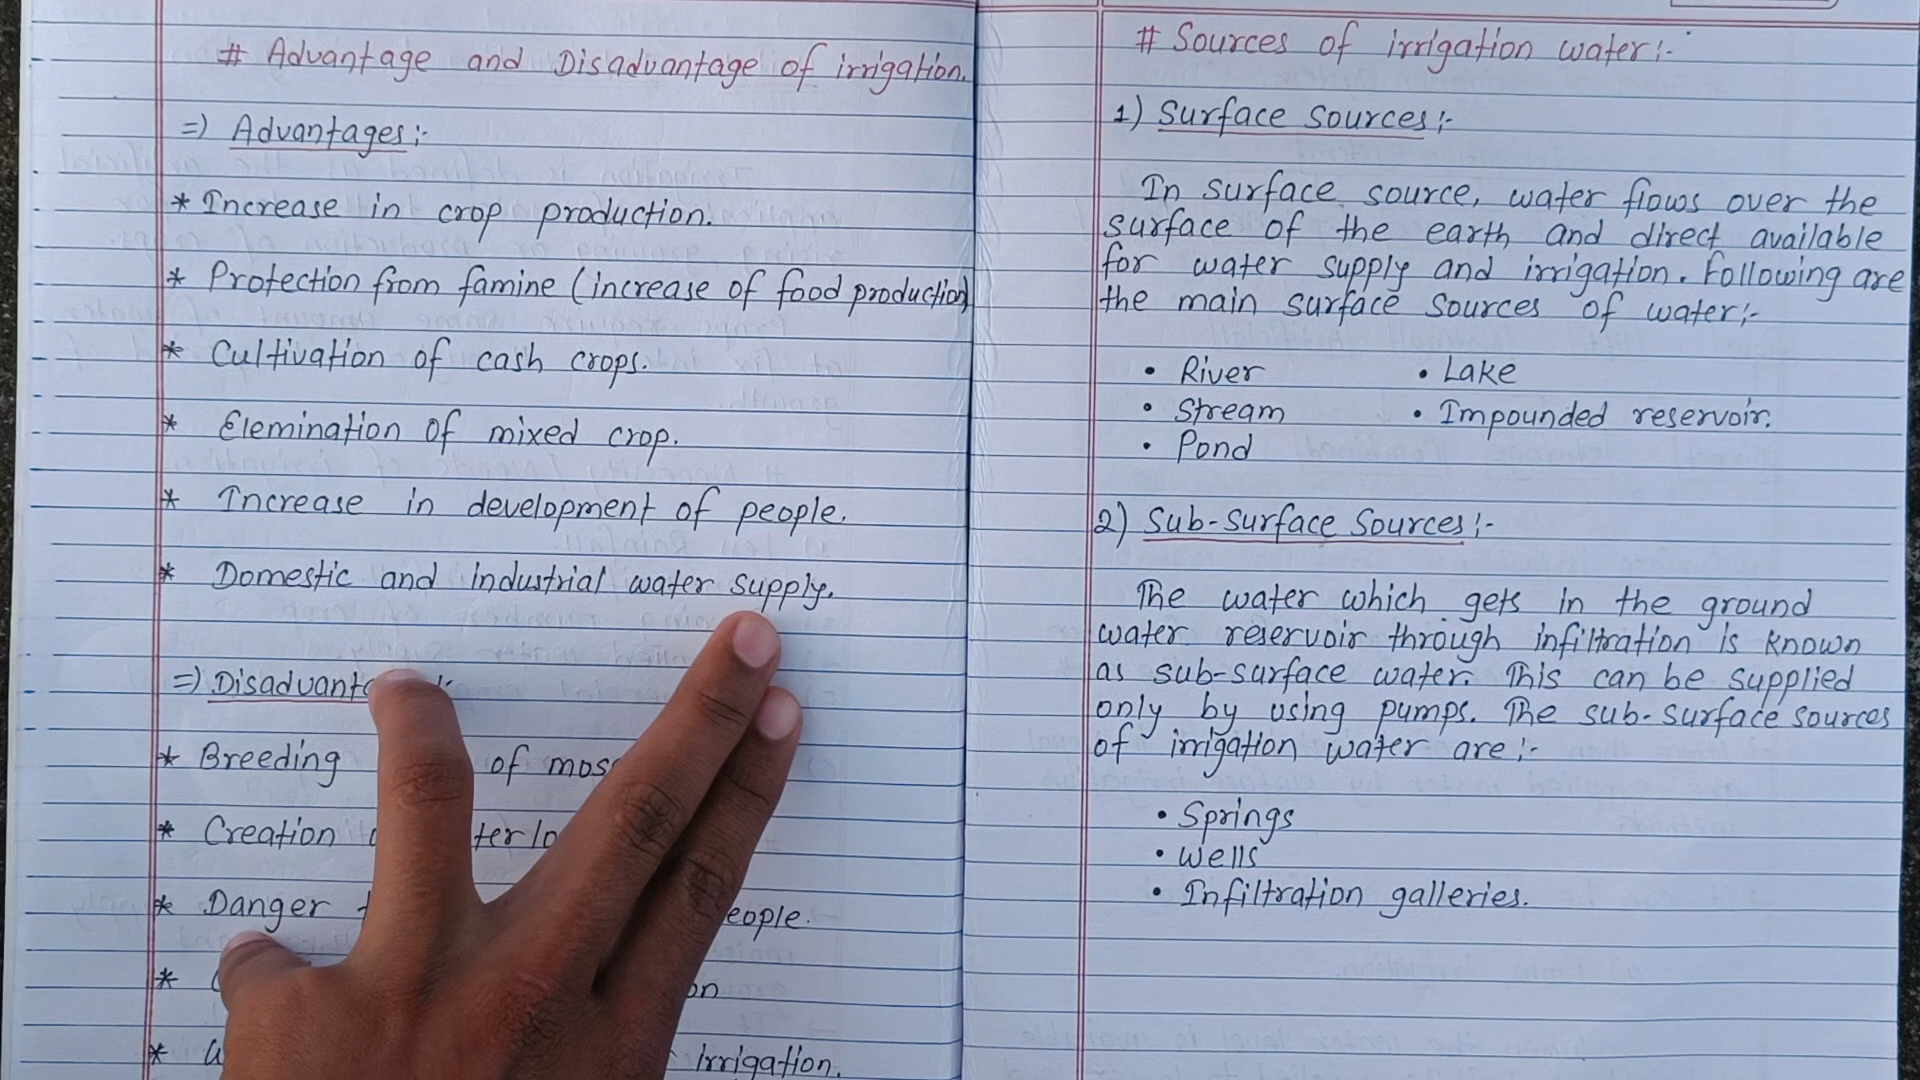 # Advantage and Disadvantage of irrigation.
=) Advantages:-
* Increase in crop production.
* Protection from famine (increase of food production)
* Cultivation of cash crops.
* Elemination of mixed crop.
* Increase in development of people.
* Domestic and industrial water supply.
=)
* Breeding of
* Creation
* Danger
*
* irrigation.
# Sources of irrigation water:-
1) Surface Sources:-
In surface source, water flows over the
surface of the earth and direct available
for water supply and irrigation. Following are
the main surface sources of water:-
• River • Lake
• Stream • Impounded reservoir.
• Pond
2) Sub-Surface Sources:-
The water which gets in the ground
water reservoir through infiltration is known
as sub-surface water. This can be supplied
only by using pumps. The sub-surface sources
of irrigation water are:-
• Springs
• Wells
• Infiltration galleries.